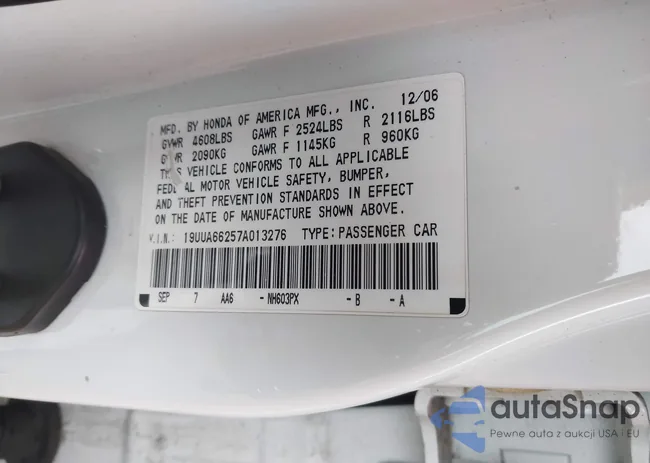 MFD. BY HONDA OF AMERICA MFG., INC. 12/06
GVWR 4608LBS GAWR F 2524LBS R 2116LBS
GVWR 2090KG GAWR F 1145KG R 960KG
THIS VEHICLE CONFORMS TO ALL APPLICABLE
FEDERAL MOTOR VEHICLE SAFETY, BUMPER,
AND THEFT PREVENTION STANDARDS IN EFFECT
ON THE DATE OF MANUFACTURE SHOWN ABOVE.
V.I.N.: 19UUA66257A013276 TYPE: PASSENGER CAR
SEP 7 AA6 -NH603PX -B -A
autaSnap
Pewne auta z aukcji USA i EU